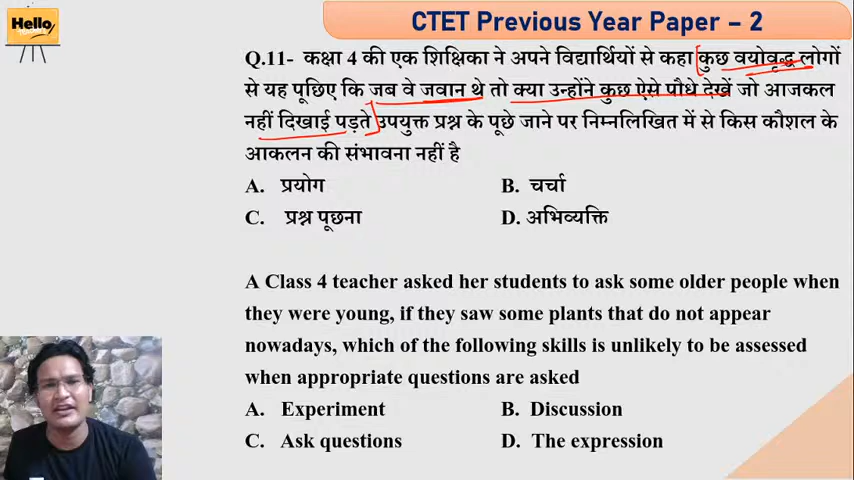 Hello
CTET Previous Year Paper – 2
Q.11- कक्षा 4 की एक शिक्षिका ने अपने विद्यार्थियों से कहा कुछ वयोवृद्ध लोगों
से यह पूछिए कि जब वे जवान थे तो क्या उन्होंने कुछ ऐसे पौधे देखें जो आजकल
नहीं दिखाई पड़ते उपयुक्त प्रश्न के पूछे जाने पर निम्नलिखित में से किस कौशल के
आकलन की संभावना नहीं है
A. प्रयोग B. चर्चा
C. प्रश्न पूछना D. अभिव्यक्ति
A Class 4 teacher asked her students to ask some older people when
they were young, if they saw some plants that do not appear
nowadays, which of the following skills is unlikely to be assessed
when appropriate questions are asked
A. Experiment B. Discussion
C. Ask questions D. The expression